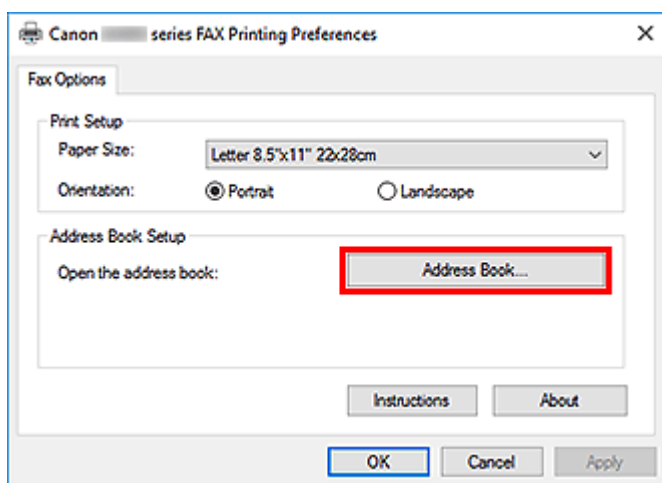 Canon series FAX Printing Preferences
Fax Options
Print Setup
Paper Size: Letter 8.5"x11" 22x28cm
Orientation: Portrait Landscape
Address Book Setup
Open the address book: Address Book...
Instructions About
OK Cancel Apply